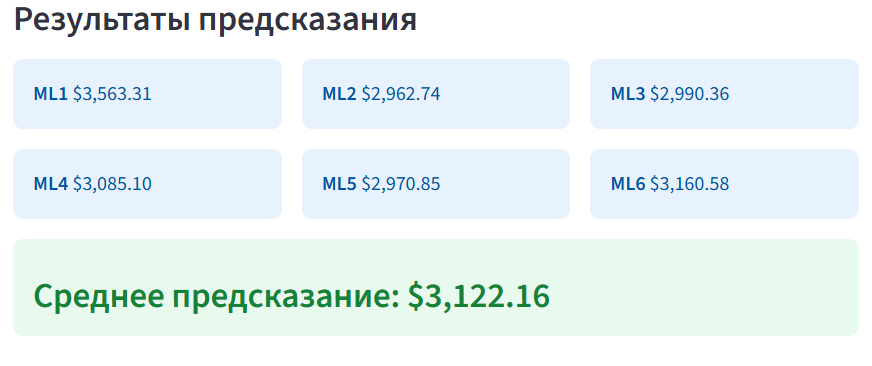 Результаты предсказания
ML1 $3,563.31 ML2 $2,962.74 ML3 $2,990.36
ML4 $3,085.10 ML5 $2,970.85 ML6 $3,160.58
Среднее предсказание: $3,122.16